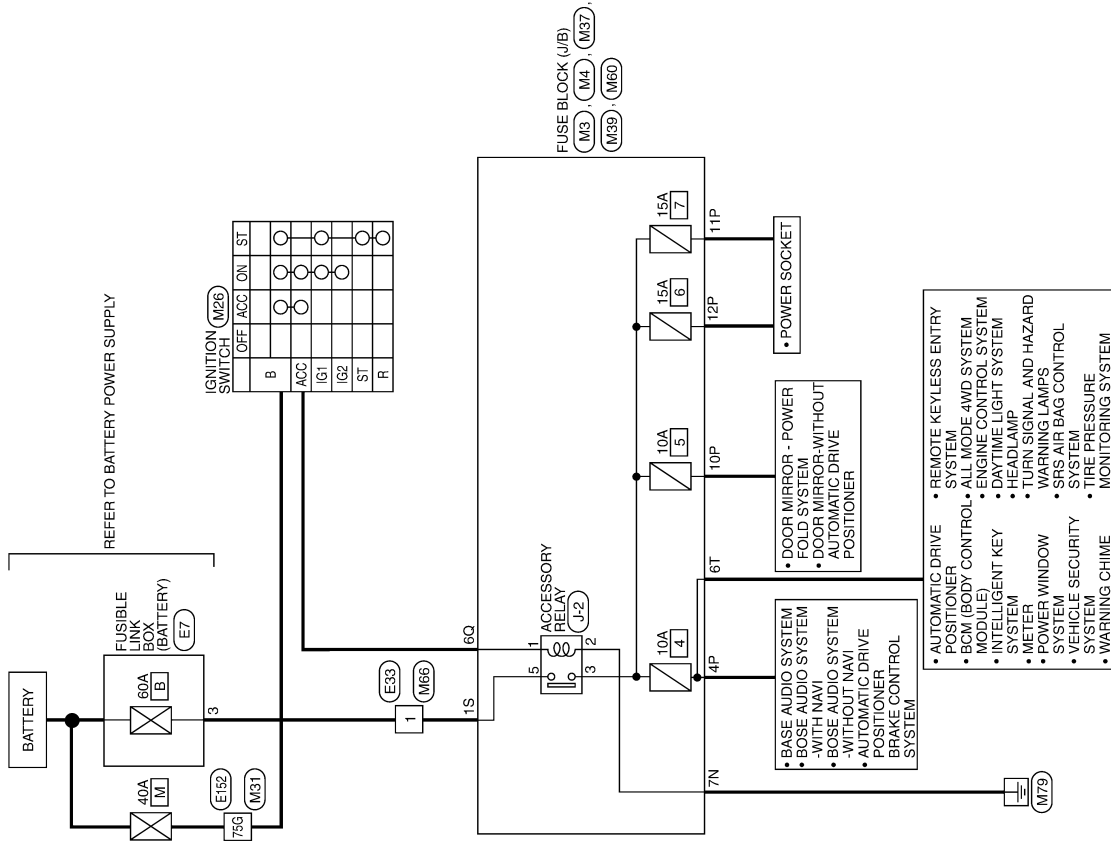 REFER TO BATTERY POWER SUPPLY
BATTERY
FUSIBLE
LINK
BOX
(BATTERY)
E7
60A
B
3
40A
M
75G
E152
M31
IGNITION
SWITCH
M26
OFF ACC ON ST
B
ACC
IG1
IG2
ST
R
1
E33
M66
1S
6Q
FUSE BLOCK (J/B)
M3 , M4 , M37 ,
M39 , M60
ACCESSORY
RELAY
J-2
5 1
3 2
10A
4
10A
5
15A
6
15A
7
7N
4P
6T
10P
12P
11P
M79
• BASE AUDIO SYSTEM
• BOSE AUDIO SYSTEM
-WITH NAVI
• BOSE AUDIO SYSTEM
-WITHOUT NAVI
• AUTOMATIC DRIVE
POSITIONER
BRAKE CONTROL
SYSTEM
• DOOR MIRROR - POWER
FOLD SYSTEM
• DOOR MIRROR-WITHOUT
AUTOMATIC DRIVE
POSITIONER
• POWER SOCKET
• AUTOMATIC DRIVE
POSITIONER
• BCM (BODY CONTROL
MODULE)
• INTELLIGENT KEY
SYSTEM
• METER
• POWER WINDOW
SYSTEM
• VEHICLE SECURITY
SYSTEM
• WARNING CHIME
• REMOTE KEYLESS ENTRY
SYSTEM
• ALL MODE 4WD SYSTEM
• ENGINE CONTROL SYSTEM
• DAYTIME LIGHT SYSTEM
• HEADLAMP
• TURN SIGNAL AND HAZARD
WARNING LAMPS
• SRS AIR BAG CONTROL
SYSTEM
• TIRE PRESSURE
MONITORING SYSTEM